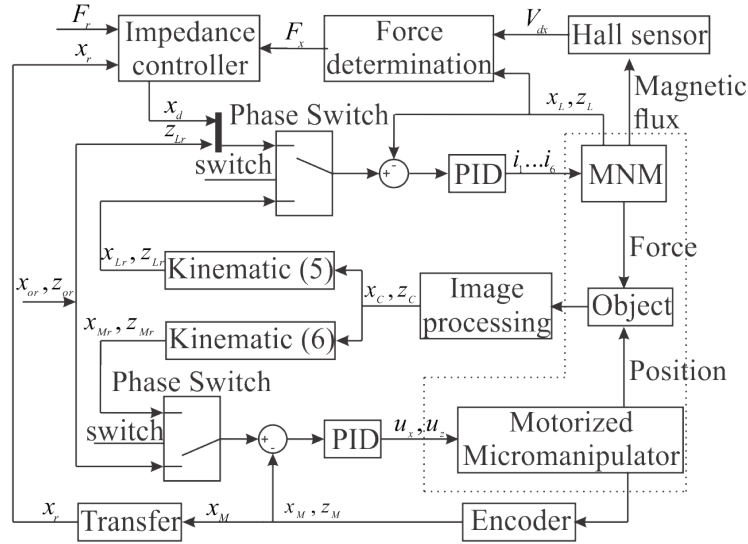 F_r
x_r
Impedance
controller
F_x
Force
determination
V_dx
Hall sensor
Magnetic
flux
x_d
z_Lr
Phase Switch
switch
x_L, z_L
+
-
PID
i_1...i_6
MNM
Force
x_Lr, z_Lr
Kinematic (5)
x_or, z_or
x_C, z_C
Image
processing
Object
x_Mr, z_Mr
Kinematic (6)
Position
Phase Switch
switch
+
-
PID
u_x, u_z
Motorized
Micromanipulator
x_r
Transfer
x_M
x_M, z_M
Encoder